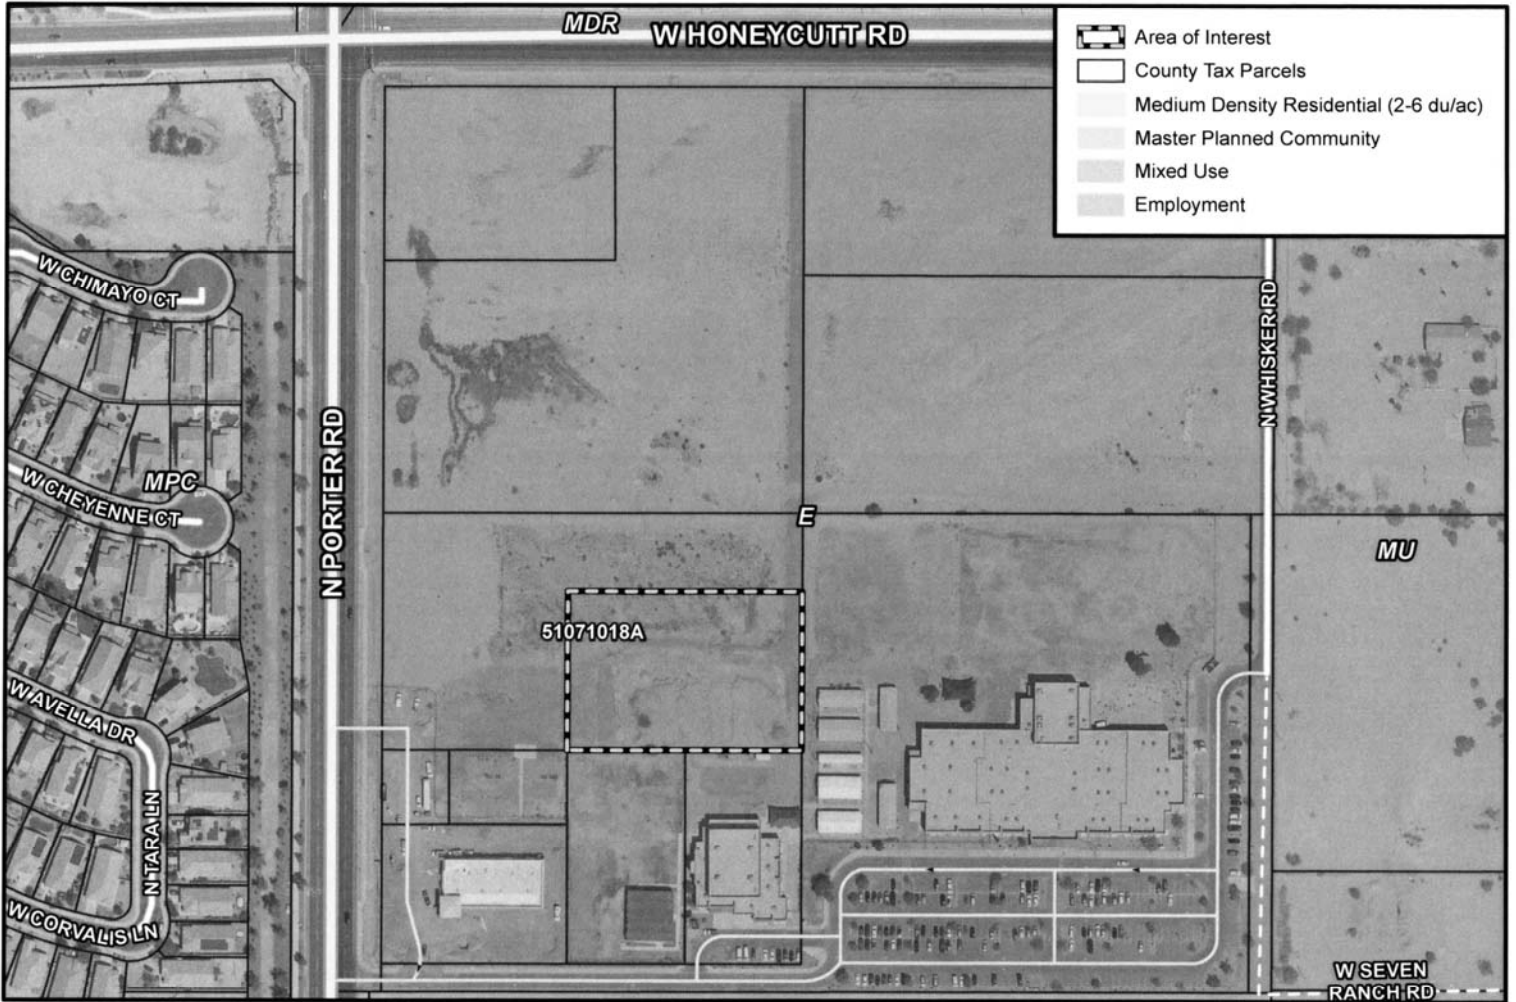 MDR
W HONEYCUTT RD
Area of Interest
County Tax Parcels
Medium Density Residential (2-6 du/ac)
Master Planned Community
Mixed Use
Employment
W CHIMAYO CT
N WHISKER RD
N PORTER RD
MPC
W CHEYENNE CT
E
MU
51071018A
W AVELLA DR
N TARA LN
W CORVALIS LN
W SEVEN
RANCH RD